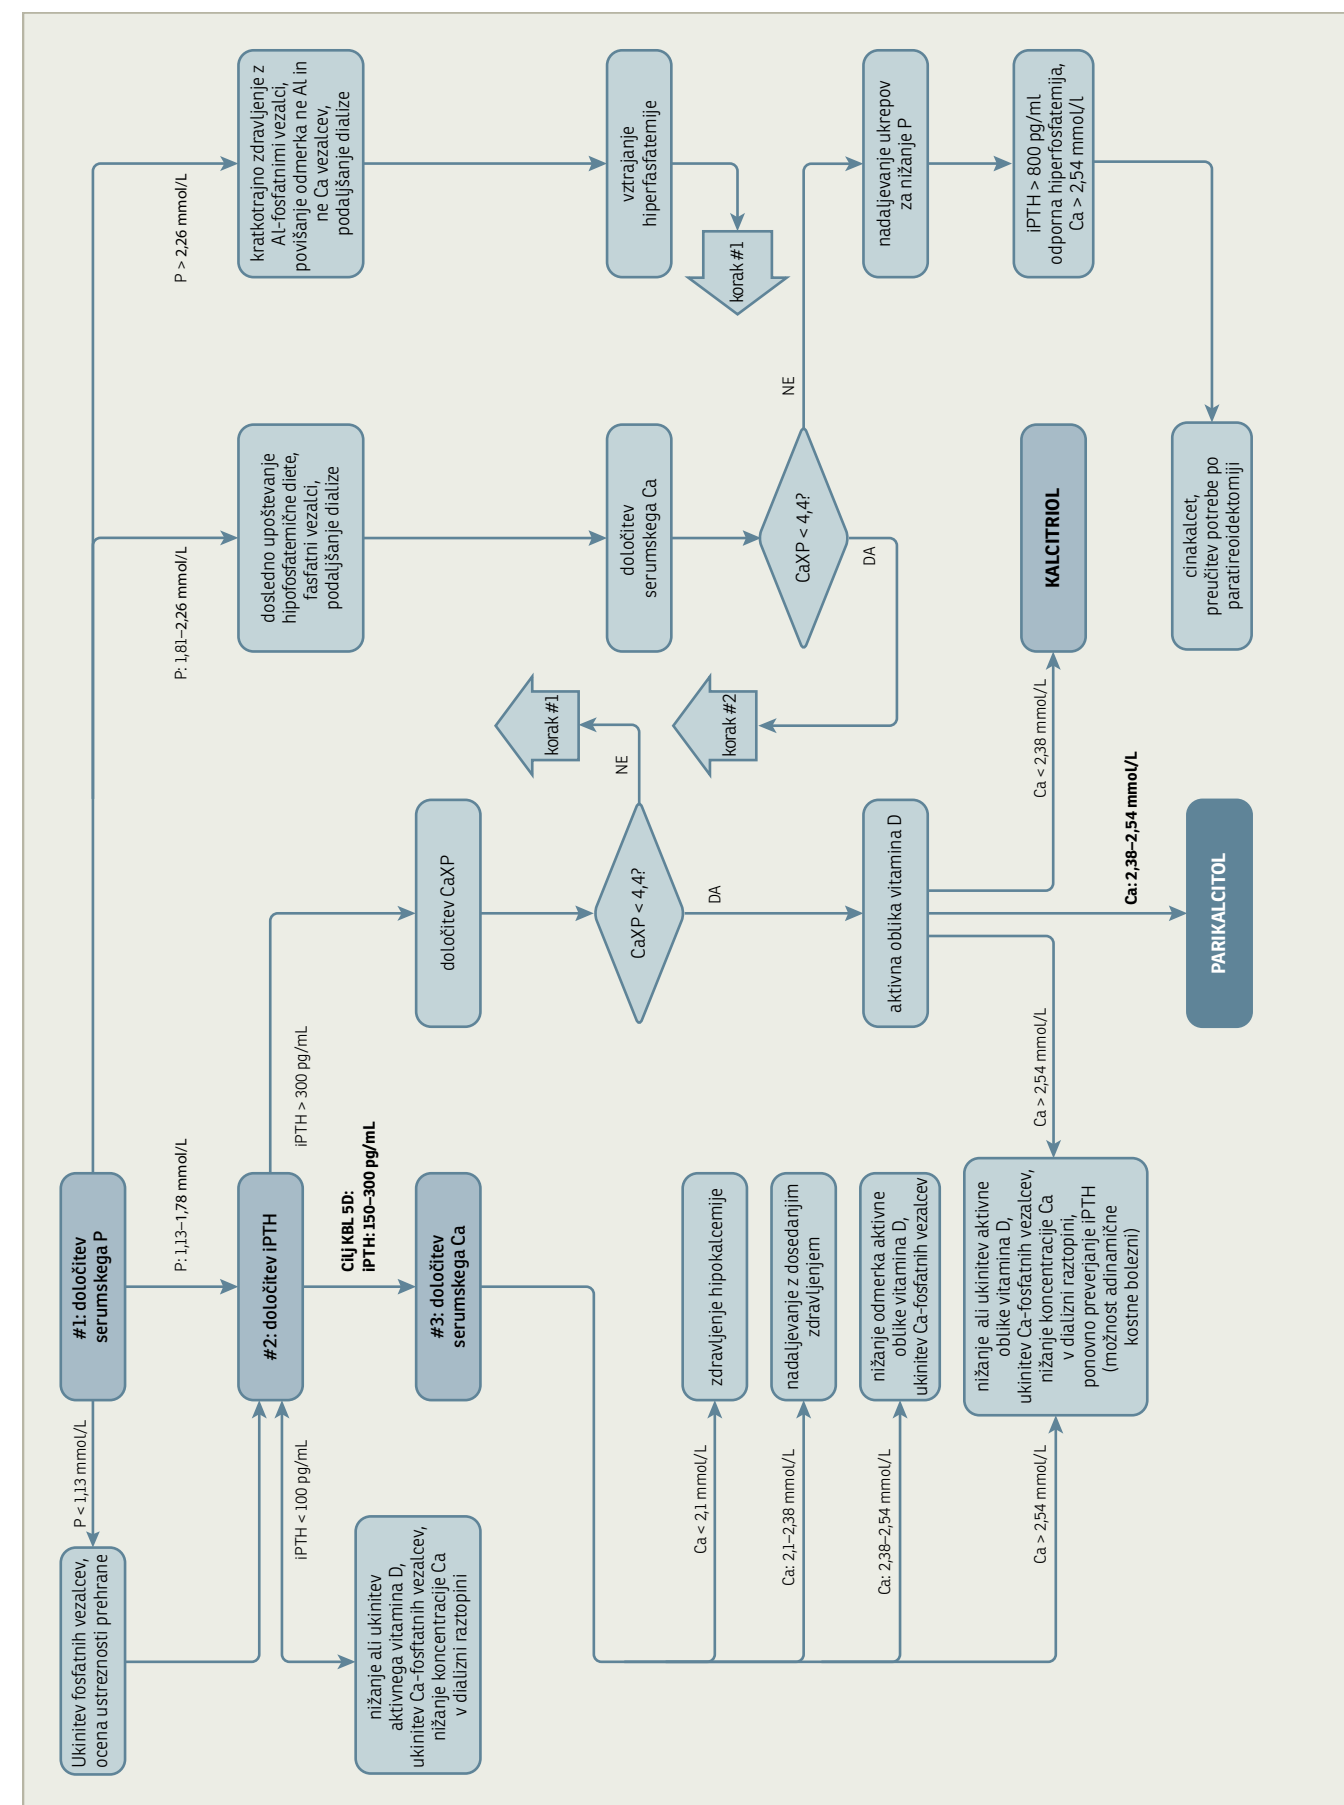 #1: določitev
serumskega P
P < 1,13 mmol/L
Ukinitev fosfatnih vezalcev,
ocena ustreznosti prehrane
P: 1,13–1,78 mmol/L
P: 1,81–2,26 mmol/L
P > 2,26 mmol/L
#2: določitev iPTH
iPTH < 100 pg/mL
nižanje ali ukinitev
aktivnega vitamina D,
ukinitev Ca-fosftatnih vezalcev,
nižanje koncentracije Ca
v dializni raztopini
iPTH > 300 pg/mL
Cilj KBL 5D:
iPTH: 150–300 pg/mL
#3: določitev
serumskega Ca
določitev CaXP
CaXP < 4,4?
NE
korak #1
DA
aktivna oblika vitamina D
dosledno upoštevanje
hipofosfatemične diete,
fasfatni vezalci,
podaljšanje dialize
določitev
serumskega Ca
CaXP < 4,4?
NE
DA
korak #2
kratkotrajno zdravljenje z
Al-fosfatnimi vezalci,
povišanje odmerka ne Al in
ne Ca vezalcev,
podaljšanje dialize
vztrajanje
hiperfasfatemije
korak #1
nadaljevanje ukrepov
za nižanje P
iPTH > 800 pg/ml
odporna hiperfosfatemija,
Ca > 2,54 mmol/l
cinakalcet,
preučitev potrebe po
paratireoidektomiji
Ca < 2,1 mmol/L
zdravljenje hipokalcemije
Ca: 2,1–2,38 mmol/L
nadaljevanje z dosedanjim
zdravljenjem
Ca: 2,38–2,54 mmol/L
nižanje odmerka aktivne
oblike vitamina D,
ukinitev Ca-fosfatnih vezalcev
Ca > 2,54 mmol/L
nižanje ali ukinitev aktivne
oblike vitamina D,
ukinitev Ca-fosfatnih vezalcev,
nižanje koncentracije Ca
v dializni raztopini,
ponovno preverjanje iPTH
(možnost adinamične
kostne bolezni)
Ca > 2,54 mmol/L
Ca: 2,38–2,54 mmol/L
PARIKALCITOL
Ca < 2,38 mmol/L
KALCITRIOL